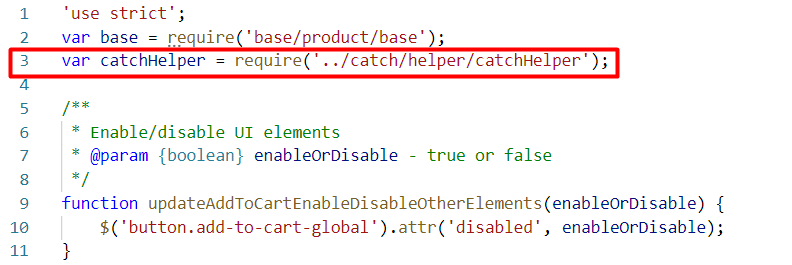 1 'use strict';
2 var base = require('base/product/base');
3 var catchHelper = require('../catch/helper/catchHelper');
4
5 /**
6  * Enable/disable UI elements
7  * @param {boolean} enableOrDisable - true or false
8  */
9 function updateAddToCartEnableDisableOtherElements(enableOrDisable) {
10     $('button.add-to-cart-global').attr('disabled', enableOrDisable);
11 }